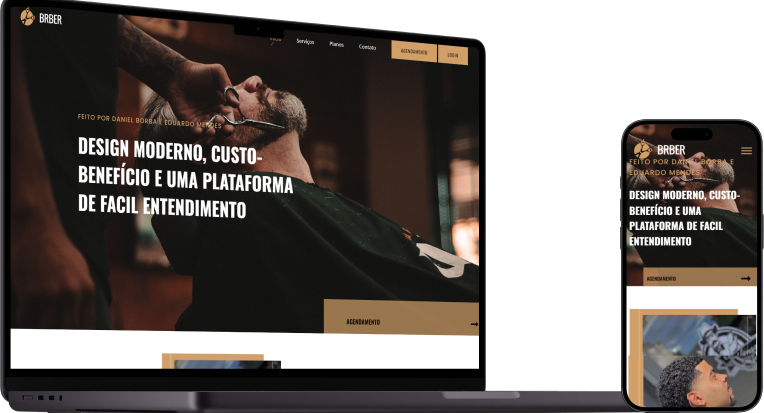 BRBER
Serviços
Planos
Contato
AGENDAMENTO
LOGIN
FEITO POR DANIEL BORBA E EDUARDO MENDES
DESIGN MODERNO, CUSTO-
BENEFÍCIO E UMA PLATAFORMA
DE FACIL ENTENDIMENTO
AGENDAMENTO
BRBER
FEITO POR DANIEL BORBA E
EDUARDO MENDES
DESIGN MODERNO, CUSTO-
BENEFÍCIO E UMA
PLATAFORMA DE FACIL
ENTENDIMENTO
AGENDAMENTO